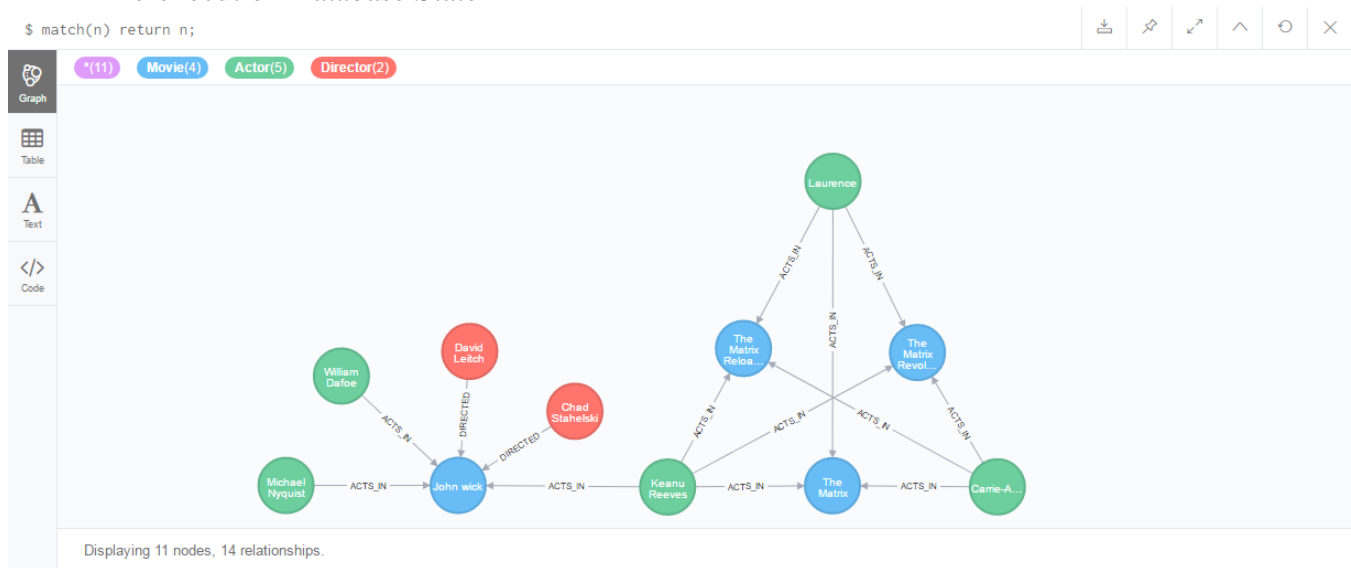 $ match(n) return n;
*(11) Movie(4) Actor(5) Director(2)
Graph
Table
A
Text
</>
Code
Laurence
ACTS_IN
ACTS_IN
ACTS_IN
The
Matrix
Reloa...
The
Matrix
Revol...
David
Leitch
William
Dafoe
Chad
Stahelski
ACTS_IN
DIRECTED
DIRECTED
ACTS_IN
ACTS_IN
ACTS_IN
ACTS_IN
Michael
Nyquist
ACTS_IN
John wick
ACTS_IN
Keanu
Reeves
ACTS_IN
The
Matrix
ACTS_IN
Carrie-A...
Displaying 11 nodes, 14 relationships.